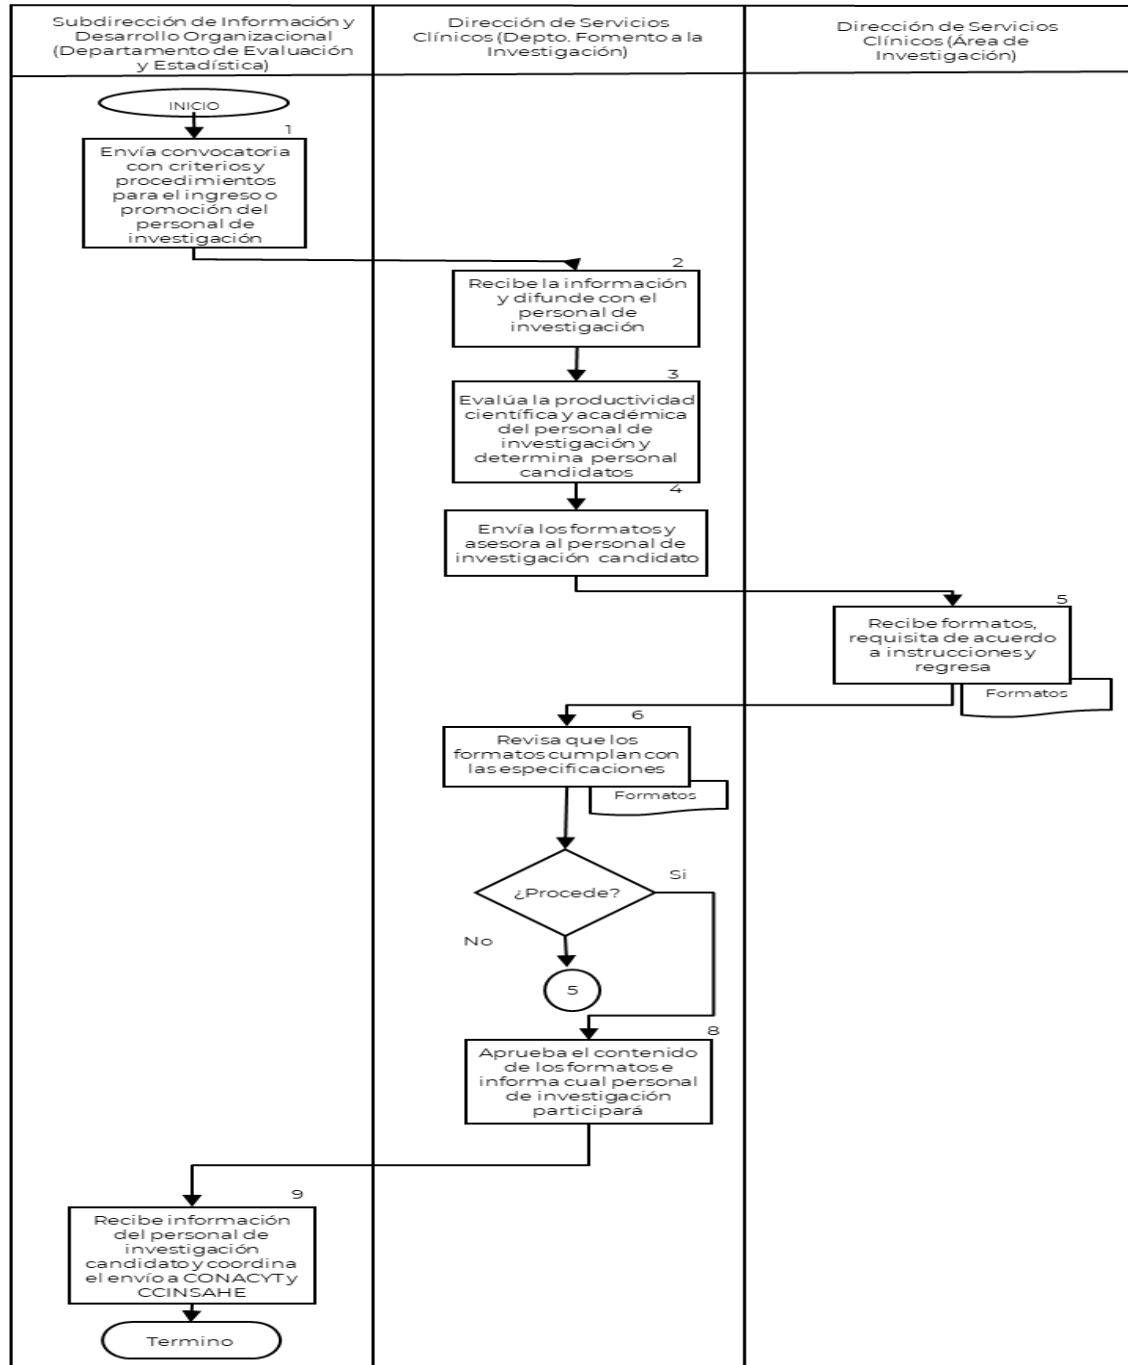 Subdirección de Información y
Desarrollo Organizacional
(Departamento de Evaluación
y Estadística)
Dirección de Servicios
Clínicos (Depto. Fomento a la
Investigación)
Dirección de Servicios
Clínicos (Área de
Investigación)
INICIO
1
Envía convocatoria
con criterios y
procedimientos
para el ingreso o
promoción del
personal de
investigación
2
Recibe la información
y difunde con el
personal de
investigación
3
Evalúa la productividad
científica y académica
del personal de
investigación y
determina personal
candidatos
4
Envía los formatos y
asesora al personal de
investigación candidato
5
Recibe formatos,
requisita de acuerdo
a instrucciones y
regresa
Formatos
6
Revisa que los
formatos cumplan con
las especificaciones
Formatos
¿Procede?
Si
No
5
8
Aprueba el contenido
de los formatos e
informa cual personal
de investigación
participará
9
Recibe información
del personal de
investigación
candidato y coordina
el envío a CONACYT y
CCINSAHE
Termino